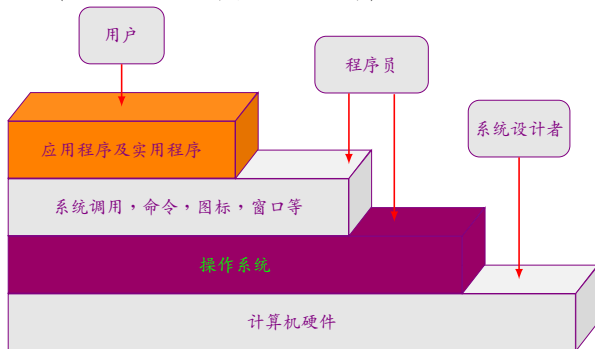 用户
程序员
系统设计者
应用程序及实用程序
系统调用，命令，图标，窗口等
操作系统
计算机硬件